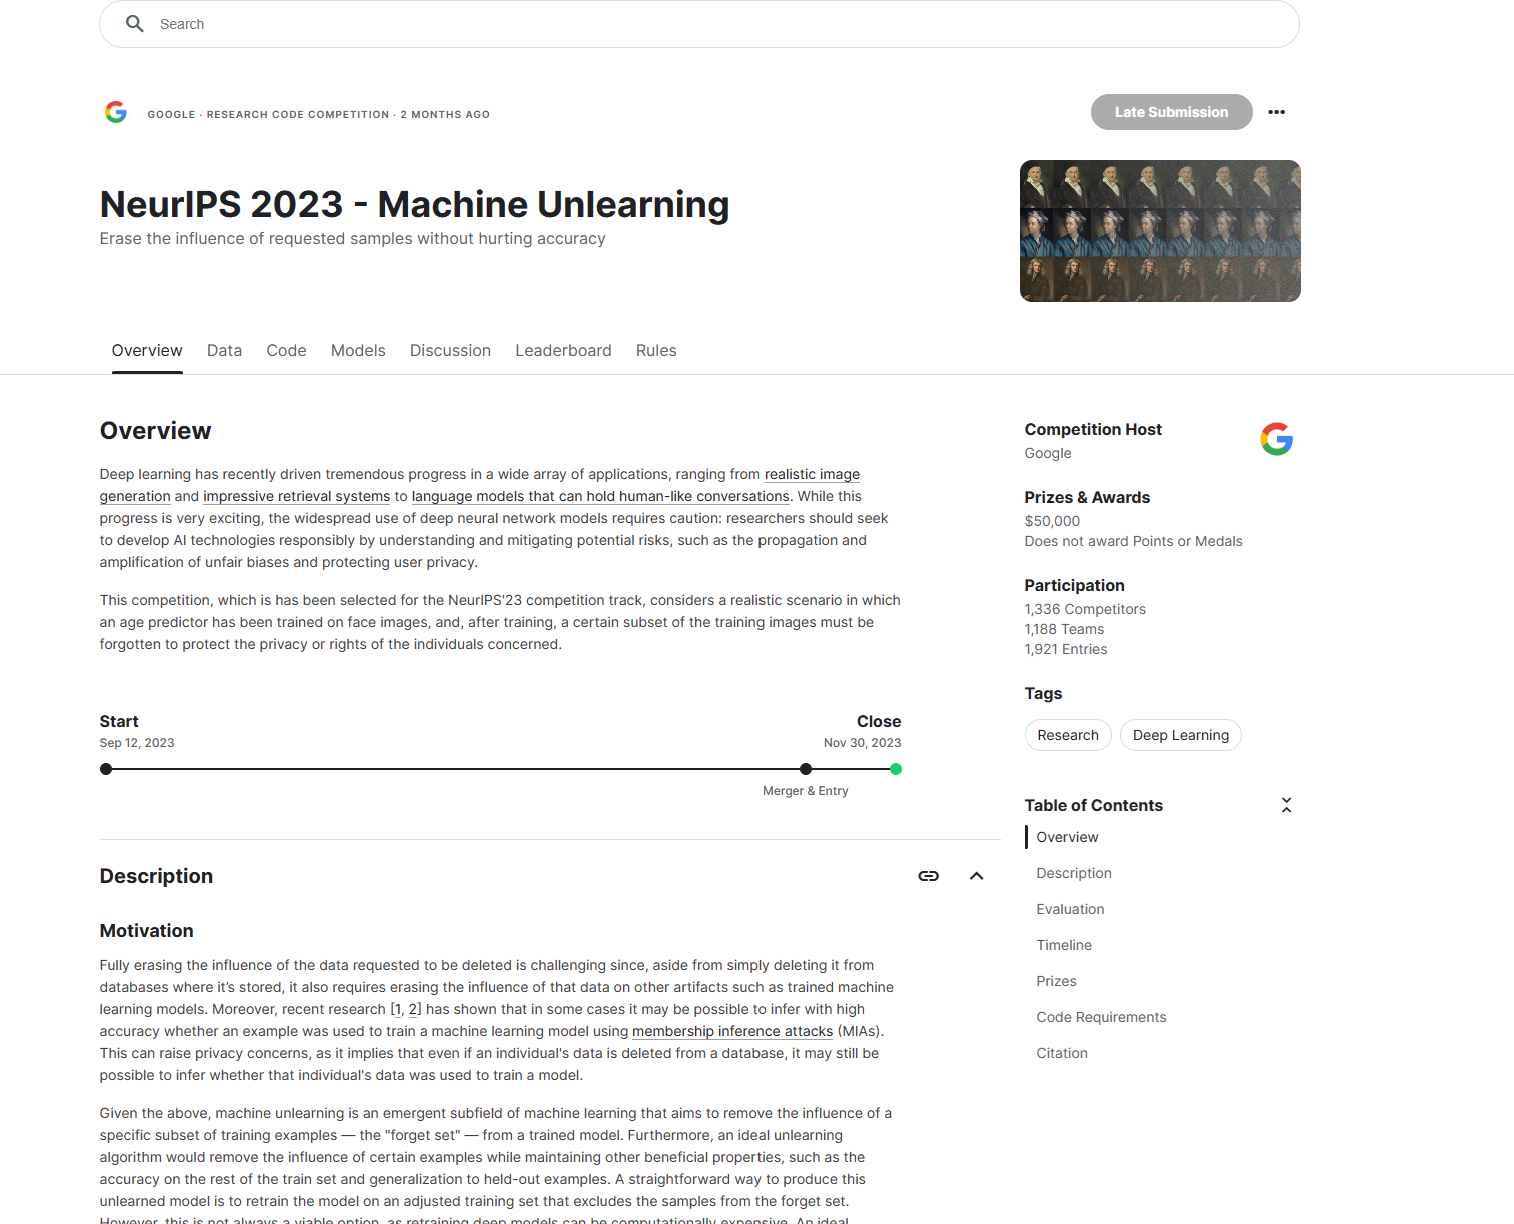 Search
GOOGLE · RESEARCH CODE COMPETITION · 2 MONTHS AGO
Late Submission
NeurIPS 2023 - Machine Unlearning
Erase the influence of requested samples without hurting accuracy
Overview Data Code Models Discussion Leaderboard Rules
Overview
Deep learning has recently driven tremendous progress in a wide array of applications, ranging from realistic image
generation and impressive retrieval systems to language models that can hold human-like conversations. While this
progress is very exciting, the widespread use of deep neural network models requires caution: researchers should seek
to develop AI technologies responsibly by understanding and mitigating potential risks, such as the propagation and
amplification of unfair biases and protecting user privacy.
This competition, which is has been selected for the NeurIPS'23 competition track, considers a realistic scenario in which
an age predictor has been trained on face images, and, after training, a certain subset of the training images must be
forgotten to protect the privacy or rights of the individuals concerned.
Start
Sep 12, 2023
Close
Nov 30, 2023
Merger & Entry
Description
Motivation
Fully erasing the influence of the data requested to be deleted is challenging since, aside from simply deleting it from
databases where it’s stored, it also requires erasing the influence of that data on other artifacts such as trained machine
learning models. Moreover, recent research [1, 2] has shown that in some cases it may be possible to infer with high
accuracy whether an example was used to train a machine learning model using membership inference attacks (MIAs).
This can raise privacy concerns, as it implies that even if an individual's data is deleted from a database, it may still be
possible to infer whether that individual's data was used to train a model.
Given the above, machine unlearning is an emergent subfield of machine learning that aims to remove the influence of a
specific subset of training examples — the "forget set" — from a trained model. Furthermore, an ideal unlearning
algorithm would remove the influence of certain examples while maintaining other beneficial properties, such as the
accuracy on the rest of the train set and generalization to held-out examples. A straightforward way to produce this
unlearned model is to retrain the model on an adjusted training set that excludes the samples from the forget set.
However, this is not always a viable option, as retraining deep models can be computationally expensive. An ideal
Competition Host
Google
Prizes & Awards
$50,000
Does not award Points or Medals
Participation
1,336 Competitors
1,188 Teams
1,921 Entries
Tags
Research
Deep Learning
Table of Contents
Overview
Description
Evaluation
Timeline
Prizes
Code Requirements
Citation